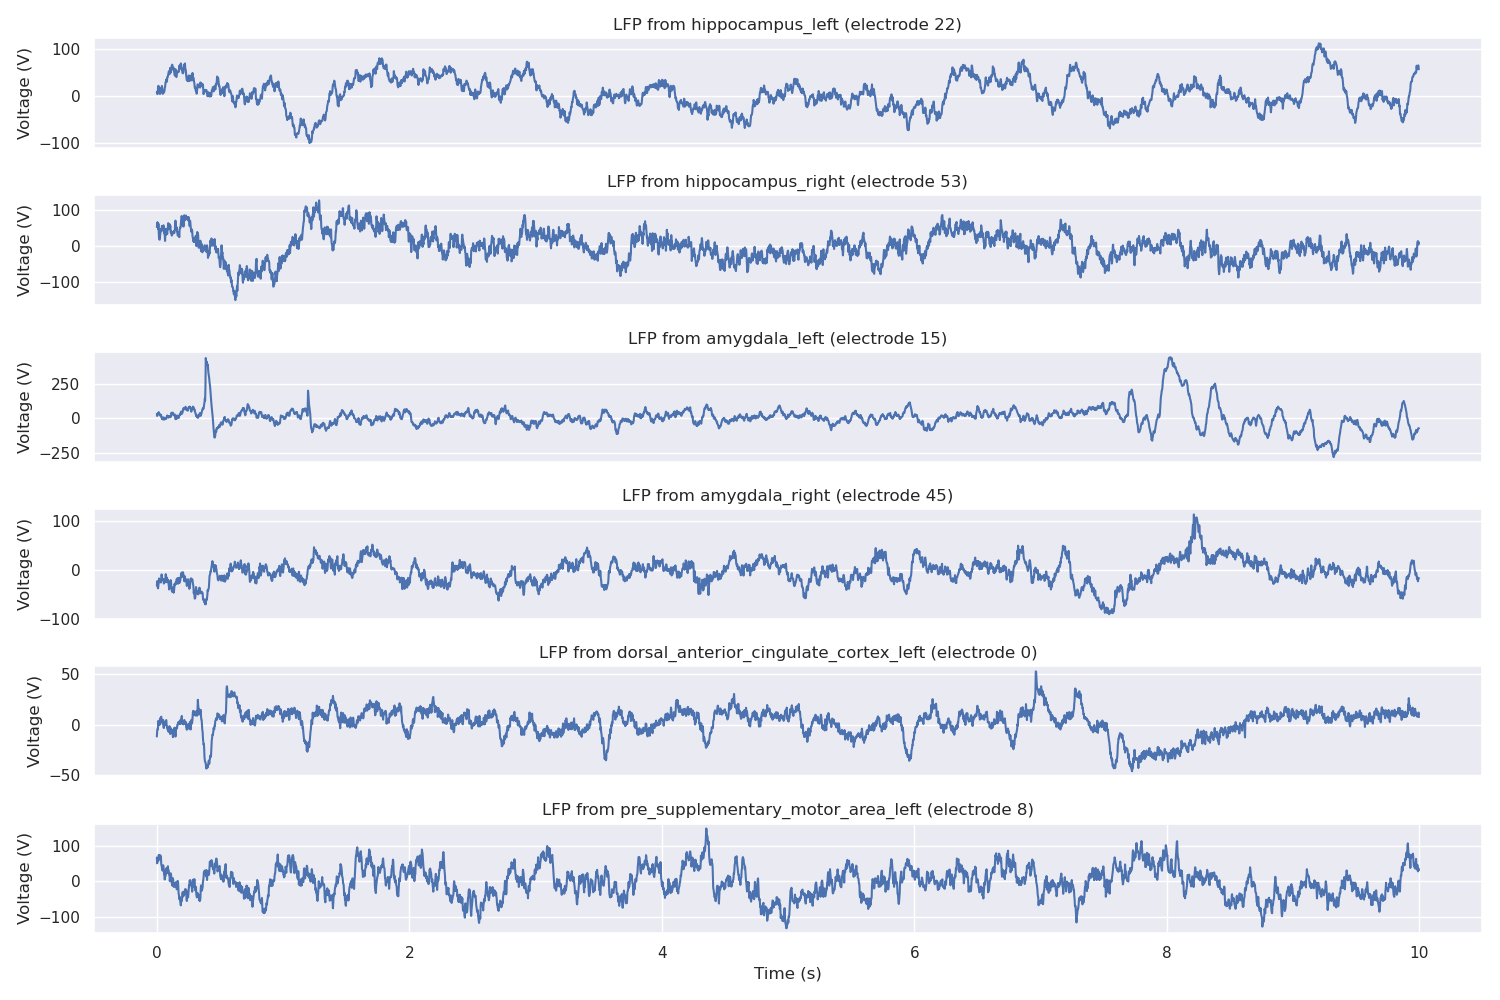 LFP from hippocampus_left (electrode 22)
Voltage (V)
100
0
−100
LFP from hippocampus_right (electrode 53)
Voltage (V)
100
0
−100
LFP from amygdala_left (electrode 15)
Voltage (V)
250
0
−250
LFP from amygdala_right (electrode 45)
Voltage (V)
100
0
−100
LFP from dorsal_anterior_cingulate_cortex_left (electrode 0)
Voltage (V)
50
0
−50
LFP from pre_supplementary_motor_area_left (electrode 8)
Voltage (V)
100
0
−100
0 2 4 6 8 10
Time (s)